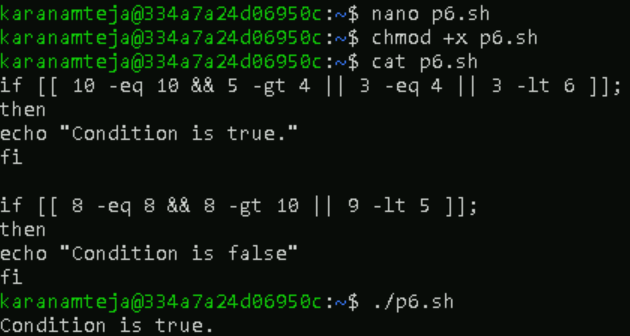 karanamteja@334a7a24d06950c:~$ nano p6.sh
karanamteja@334a7a24d06950c:~$ chmod +x p6.sh
karanamteja@334a7a24d06950c:~$ cat p6.sh
if [[ 10 -eq 10 && 5 -gt 4 || 3 -eq 4 || 3 -lt 6 ]];
then
echo "Condition is true."
fi
if [[ 8 -eq 8 && 8 -gt 10 || 9 -lt 5 ]];
then
echo "Condition is false"
fi
karanamteja@334a7a24d06950c:~$ ./p6.sh
Condition is true.